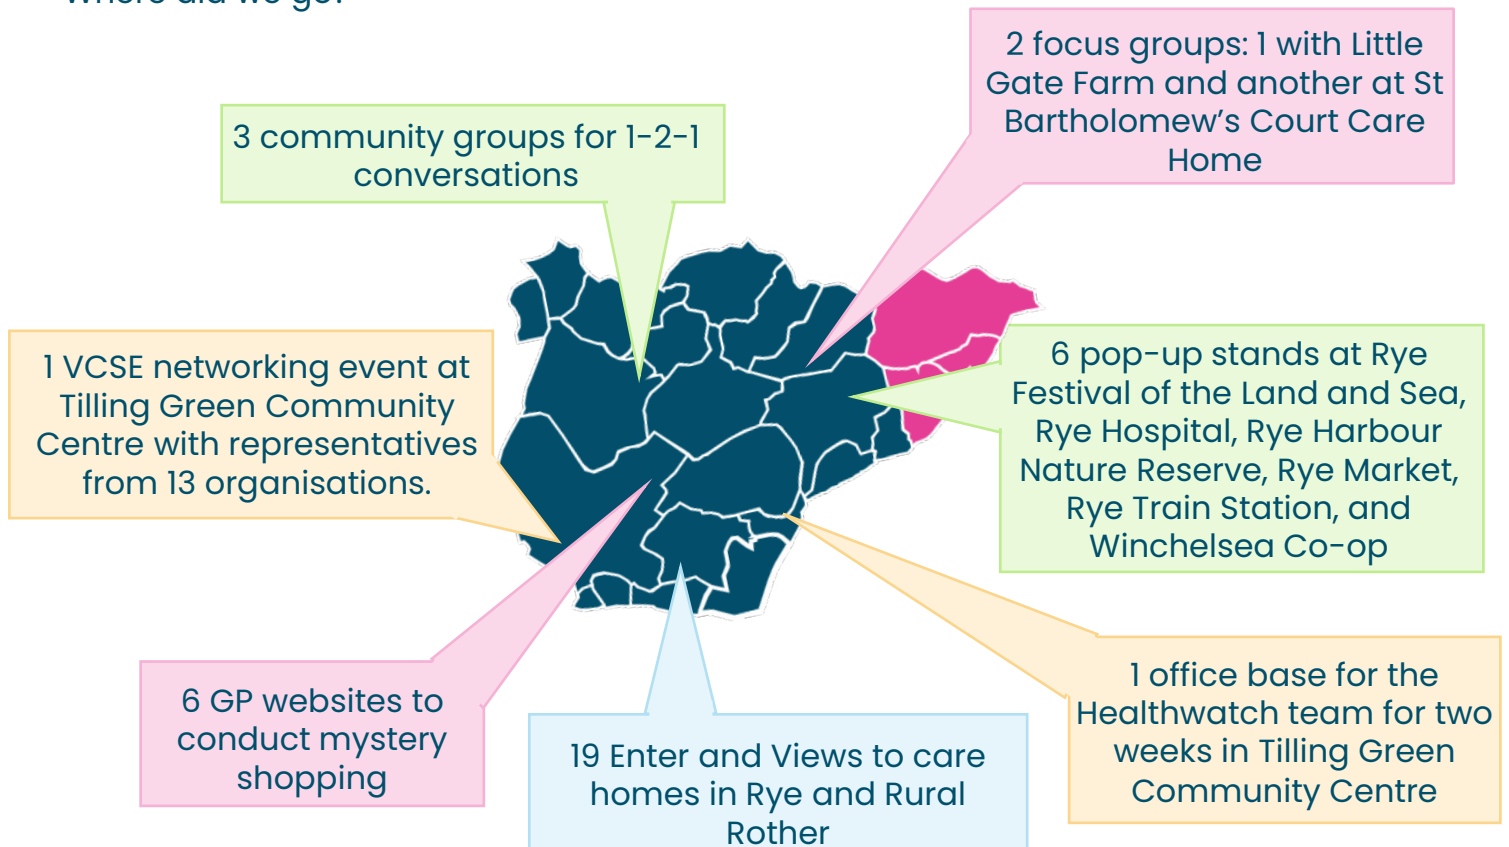 Where did we go?
2 focus groups: 1 with Little
Gate Farm and another at St
Bartholomew's Court Care
Home
3 community groups for 1-2-1
conversations
1 VCSE networking event at
Tilling Green Community
Centre with representatives
from 13 organisations.
6 pop-up stands at Rye
Festival of the Land and Sea,
Rye Hospital, Rye Harbour
Nature Reserve, Rye Market,
Rye Train Station, and
Winchelsea Co-op
6 GP websites to
conduct mystery
shopping
19 Enter and Views to care
homes in Rye and Rural
Rother
1 office base for the
Healthwatch team for two
weeks in Tilling Green
Community Centre